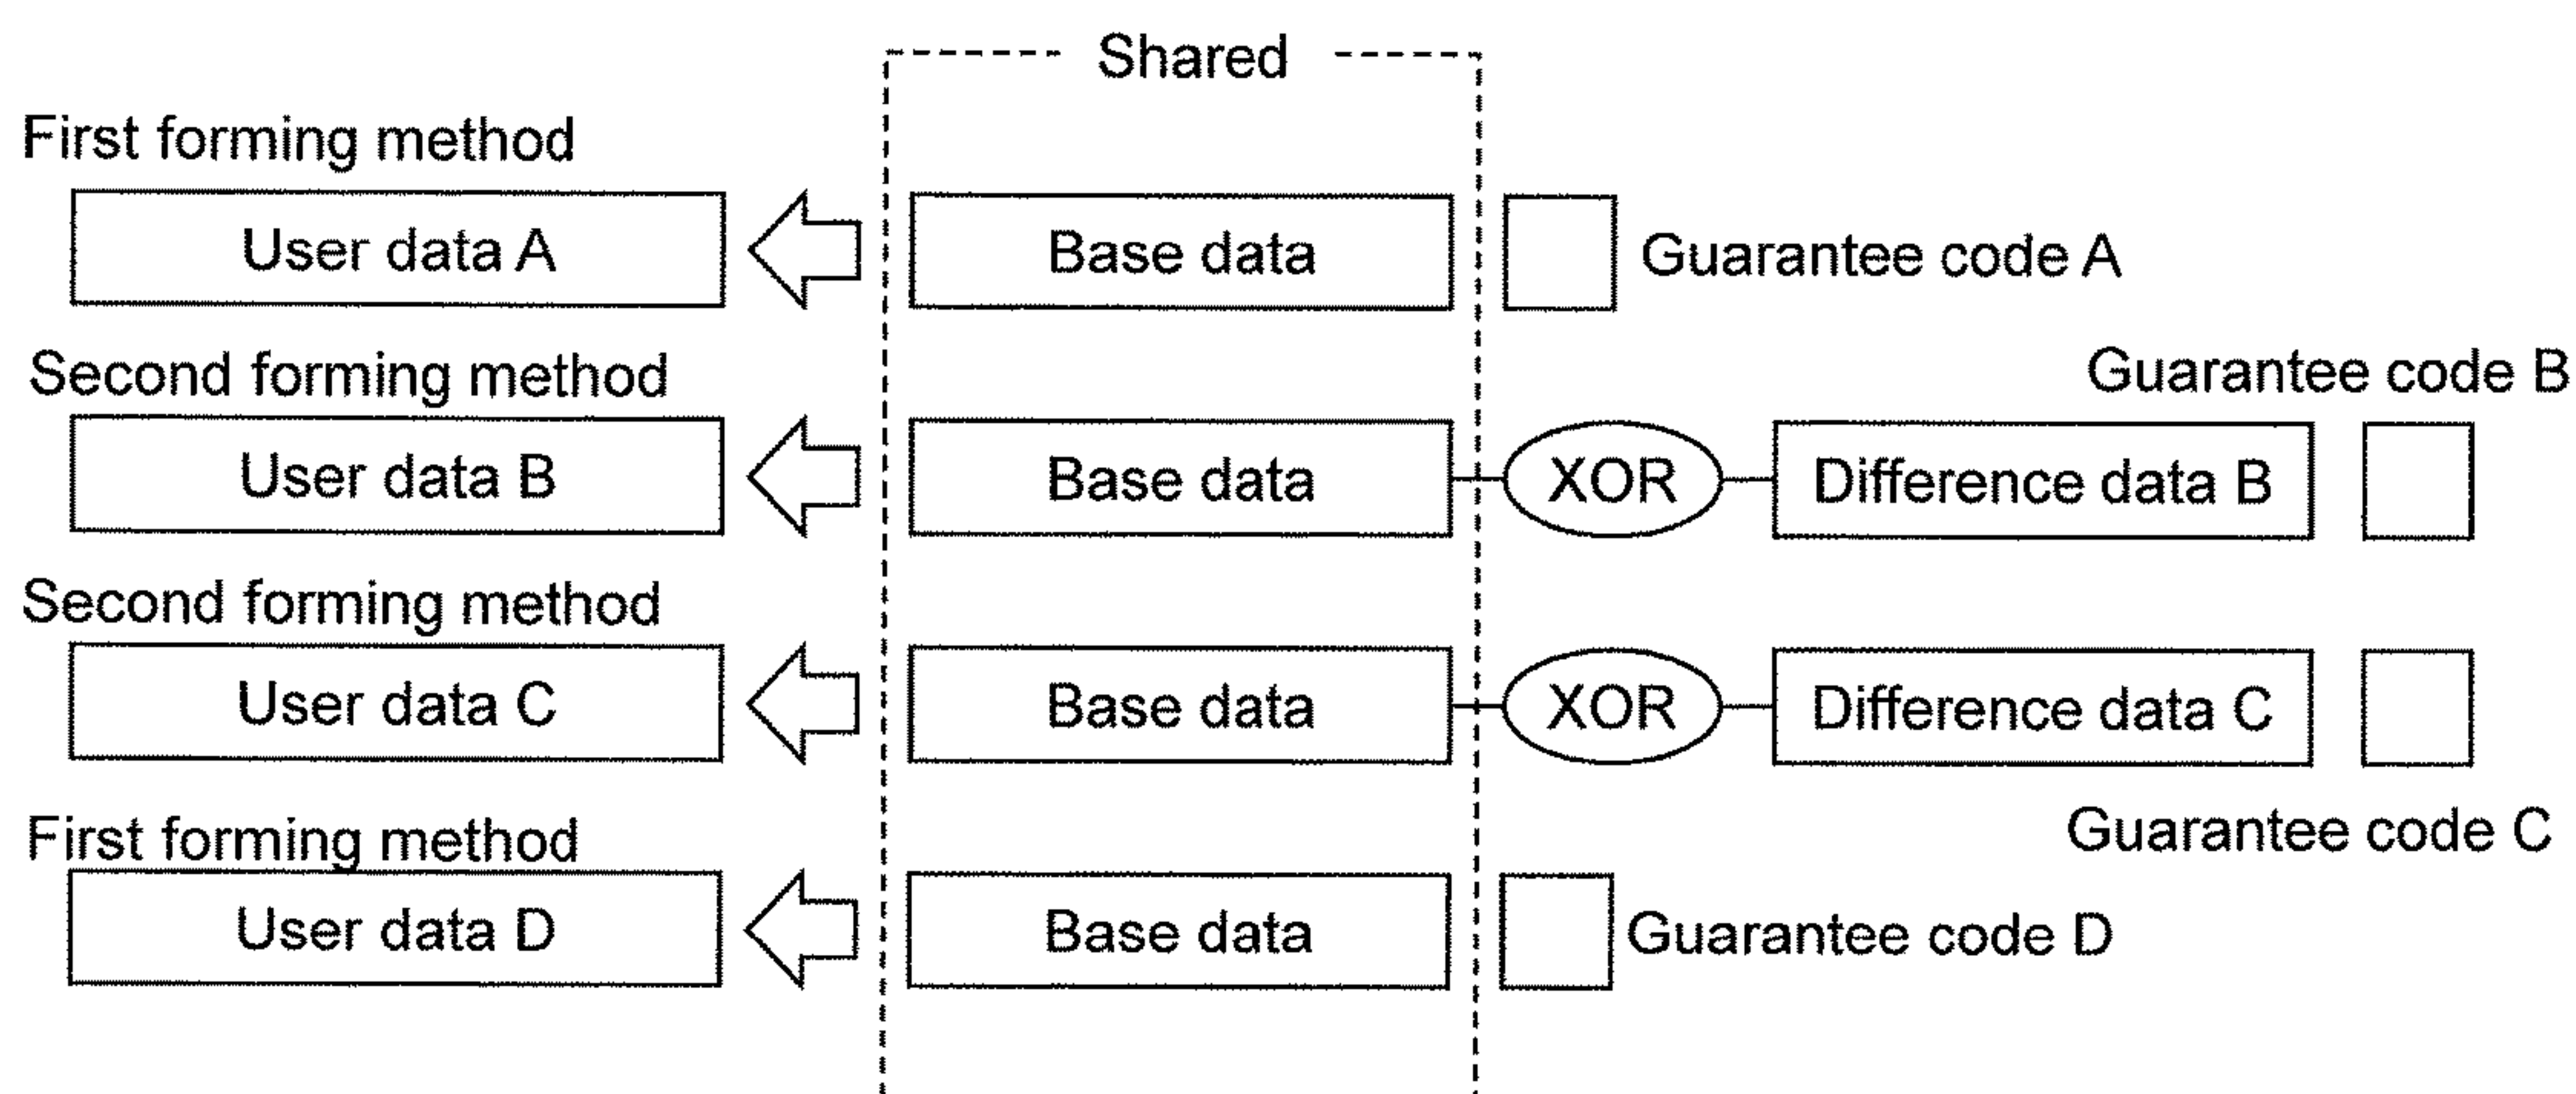 Shared
First forming method
User data A
Base data
Guarantee code A
Second forming method
Guarantee code B
User data B
Base data
XOR
Difference data B
Second forming method
User data C
Base data
XOR
Difference data C
First forming method
Guarantee code C
User data D
Base data
Guarantee code D